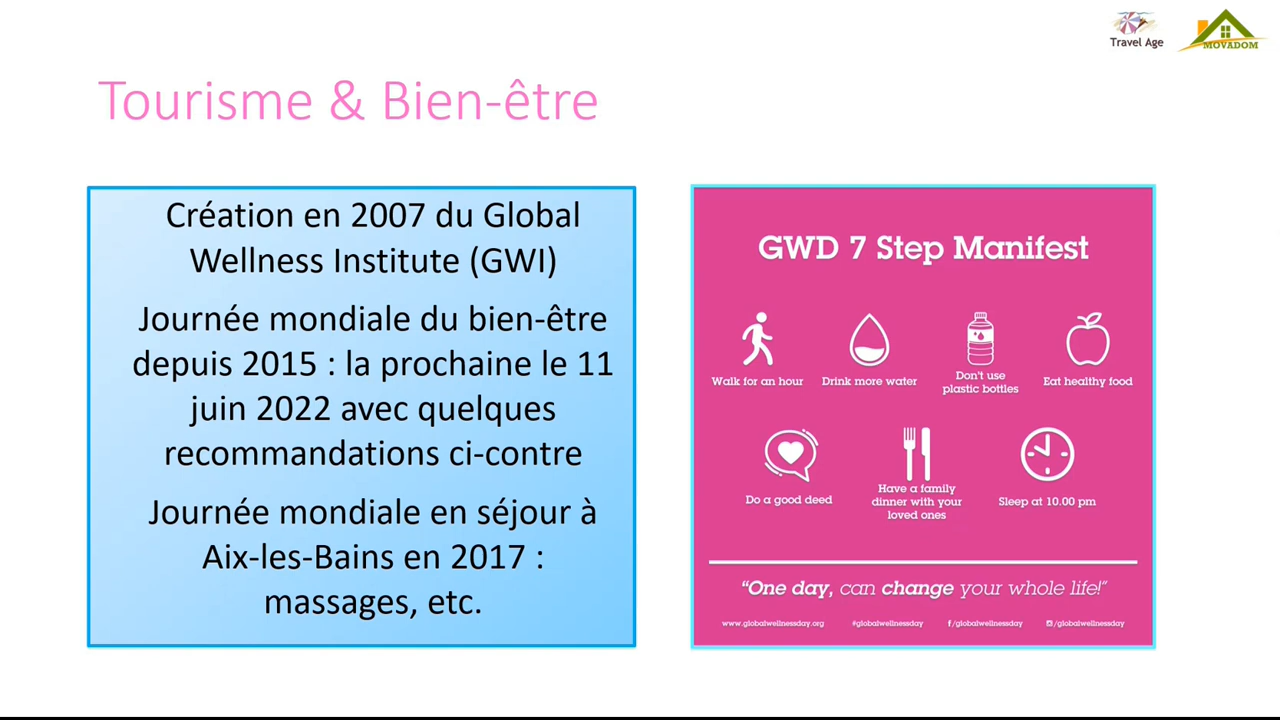 Travel Age
MOVADOM
Tourisme & Bien-être
Création en 2007 du Global
Wellness Institute (GWI)
Journée mondiale du bien-être
depuis 2015 : la prochaine le 11
juin 2022 avec quelques
recommandations ci-contre
Journée mondiale en séjour à
Aix-les-Bains en 2017 :
massages, etc.
GWD 7 Step Manifest
Walk for an hour
Drink more water
Don't use
plastic bottles
Eat healthy food
Do a good deed
Have a family
dinner with your
loved ones
Sleep at 10.00 pm
"One day, can change your whole life!"
www.globalwellnessday.org #globalwellnessday f/globalwellnessday /globalwellnessday